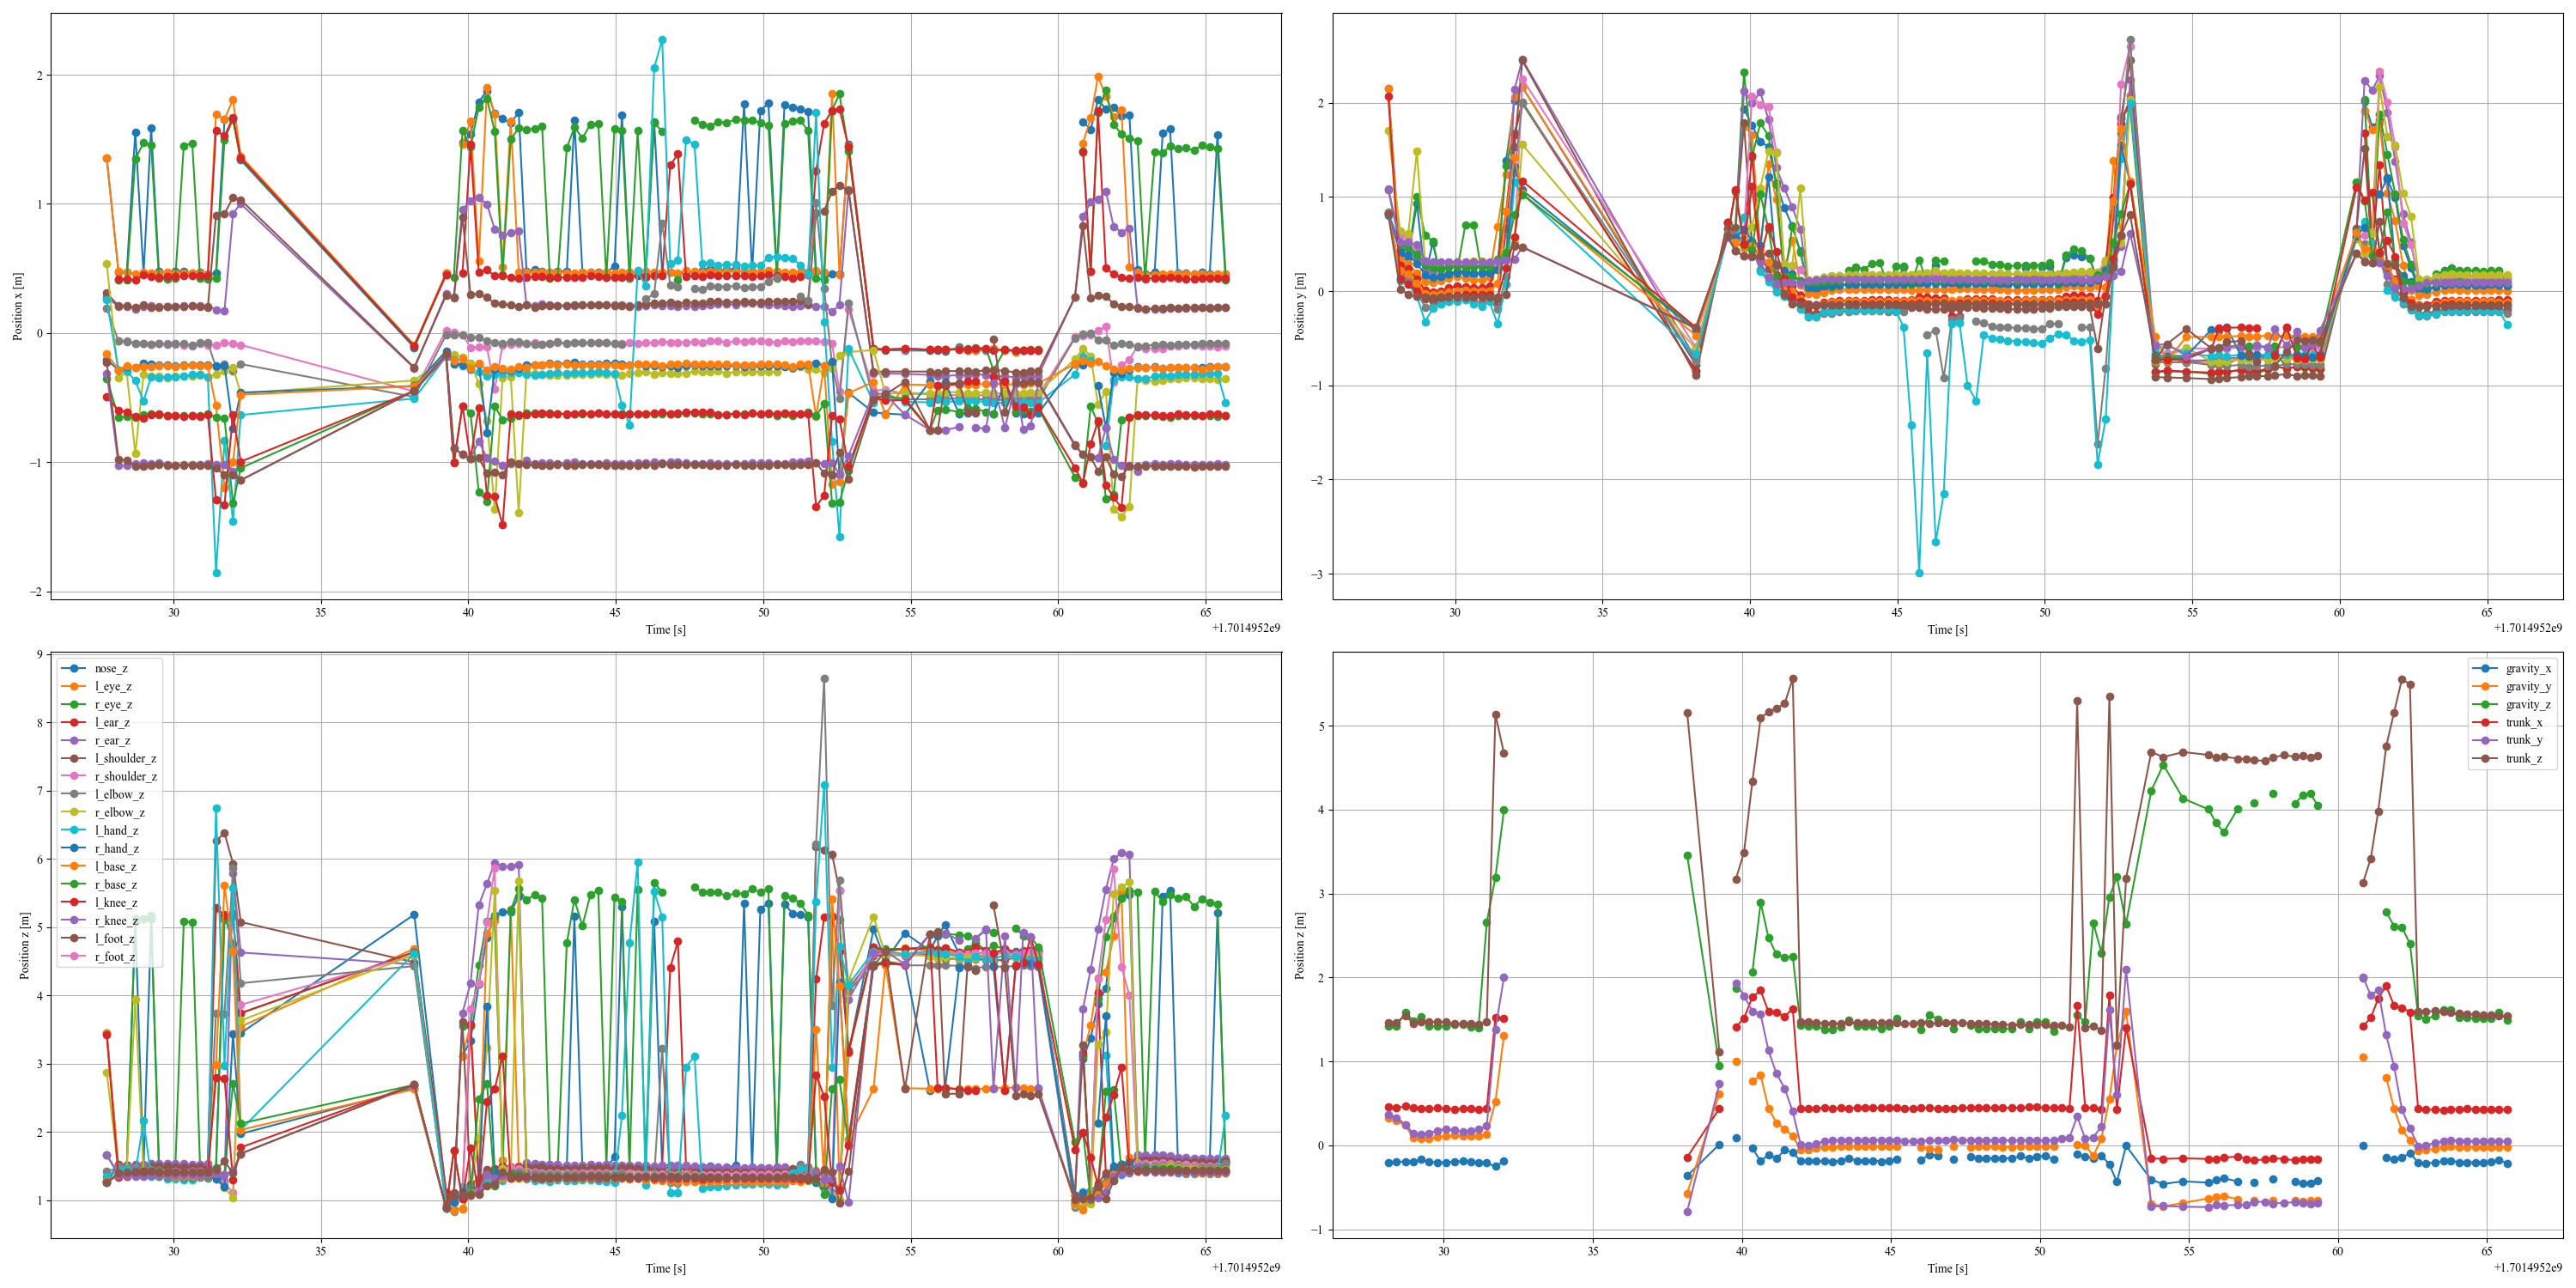 2
1
0
−1
−2
Position x [m]
30 35 40 45 50 55 60 65
Time [s]
+1.7014952e9
2
1
0
−1
−2
−3
Position y [m]
30 35 40 45 50 55 60 65
Time [s]
+1.7014952e9
9
8
7
6
5
4
3
2
1
Position z [m]
nose_z
l_eye_z
r_eye_z
l_ear_z
r_ear_z
l_shoulder_z
r_shoulder_z
l_elbow_z
r_elbow_z
l_hand_z
r_hand_z
l_base_z
r_base_z
l_knee_z
r_knee_z
l_foot_z
r_foot_z
30 35 40 45 50 55 60 65
Time [s]
+1.7014952e9
5
4
3
2
1
0
−1
Position z [m]
gravity_x
gravity_y
gravity_z
trunk_x
trunk_y
trunk_z
30 35 40 45 50 55 60 65
Time [s]
+1.7014952e9